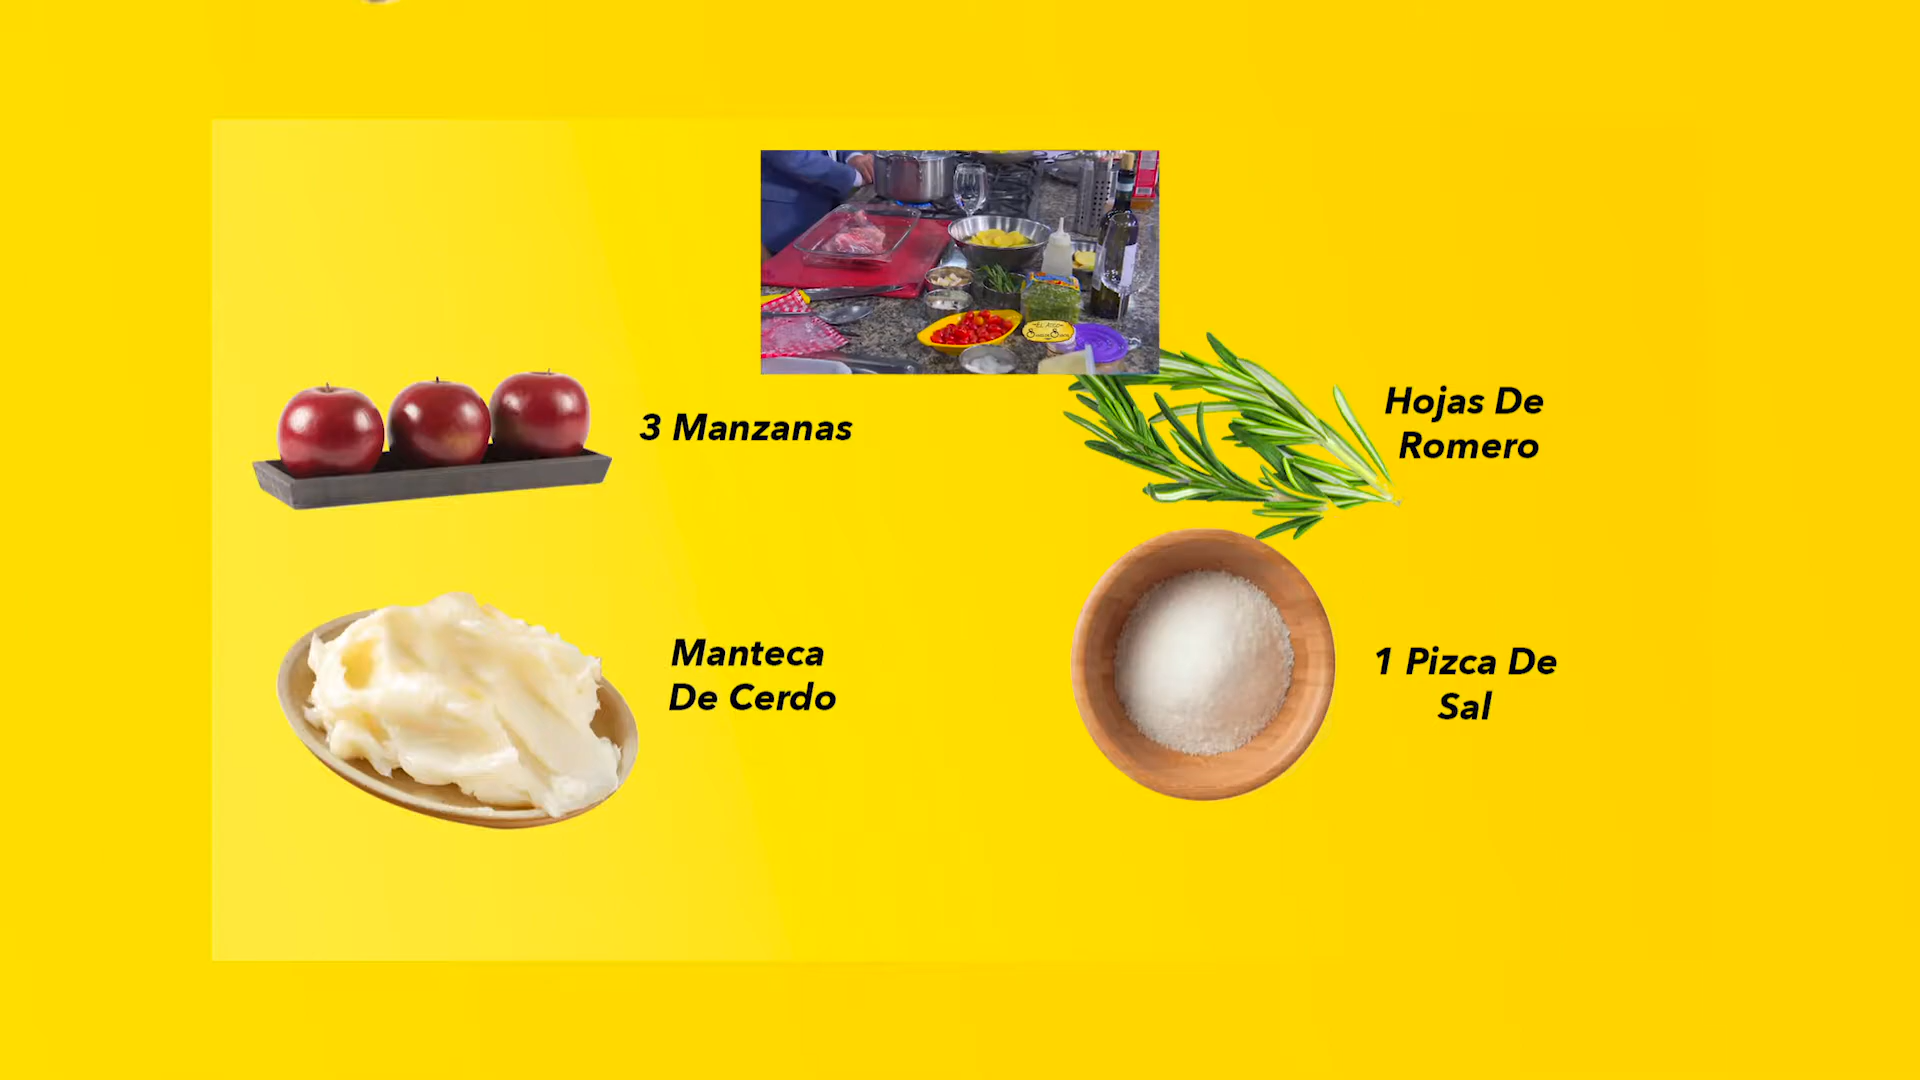 3 Manzanas
Hojas De
Romero
Manteca
De Cerdo
1 Pizca De
Sal